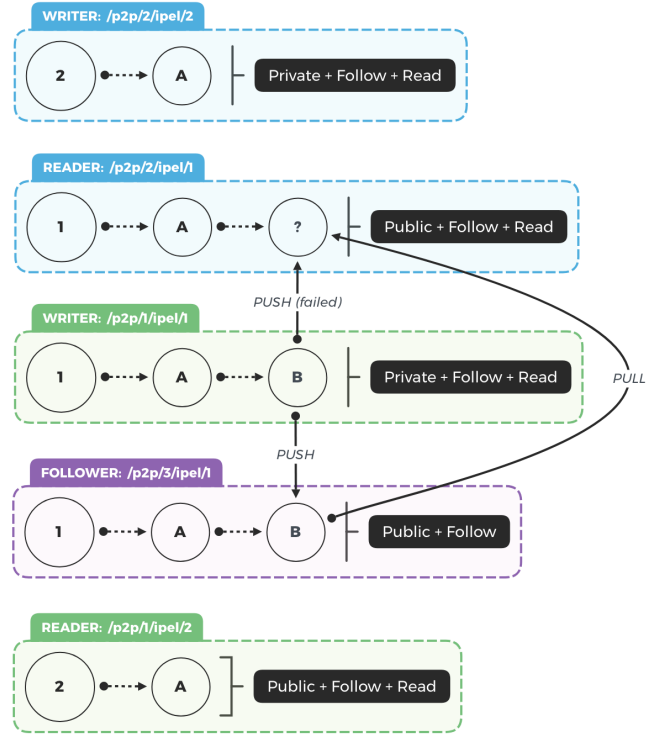 WRITER: /p2p/2/ipel/2
2
A
Private + Follow + Read
READER: /p2p/2/ipel/1
1
A
?
Public + Follow + Read
PUSH (failed)
WRITER: /p2p/1/ipel/1
1
A
B
Private + Follow + Read
PULL
PUSH
FOLLOWER: /p2p/3/ipel/1
1
A
B
Public + Follow
READER: /p2p/1/ipel/2
2
A
Public + Follow + Read